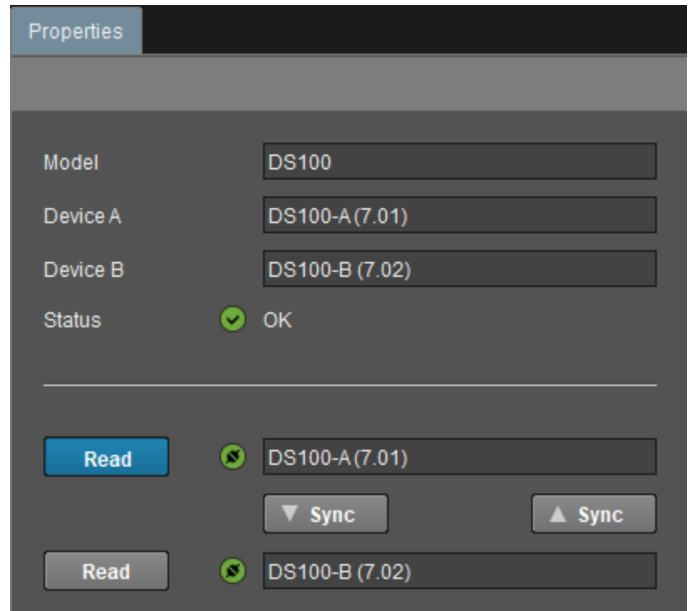 Properties
Model DS100
Device A DS100-A (7.01)
Device B DS100-B (7.02)
Status OK
Read DS100-A (7.01)
Sync Sync
Read DS100-B (7.02)